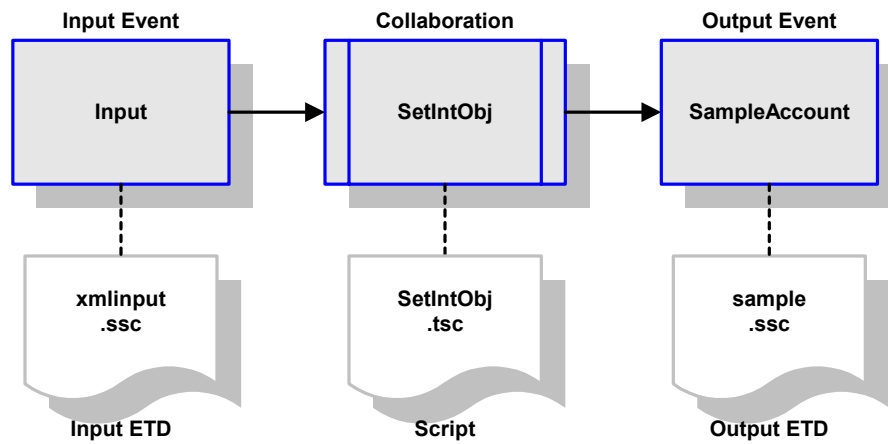 Input Event
Collaboration
Output Event
Input
SetIntObj
SampleAccount
xmlinput
.ssc
SetIntObj
.tsc
sample
.ssc
Input ETD
Script
Output ETD